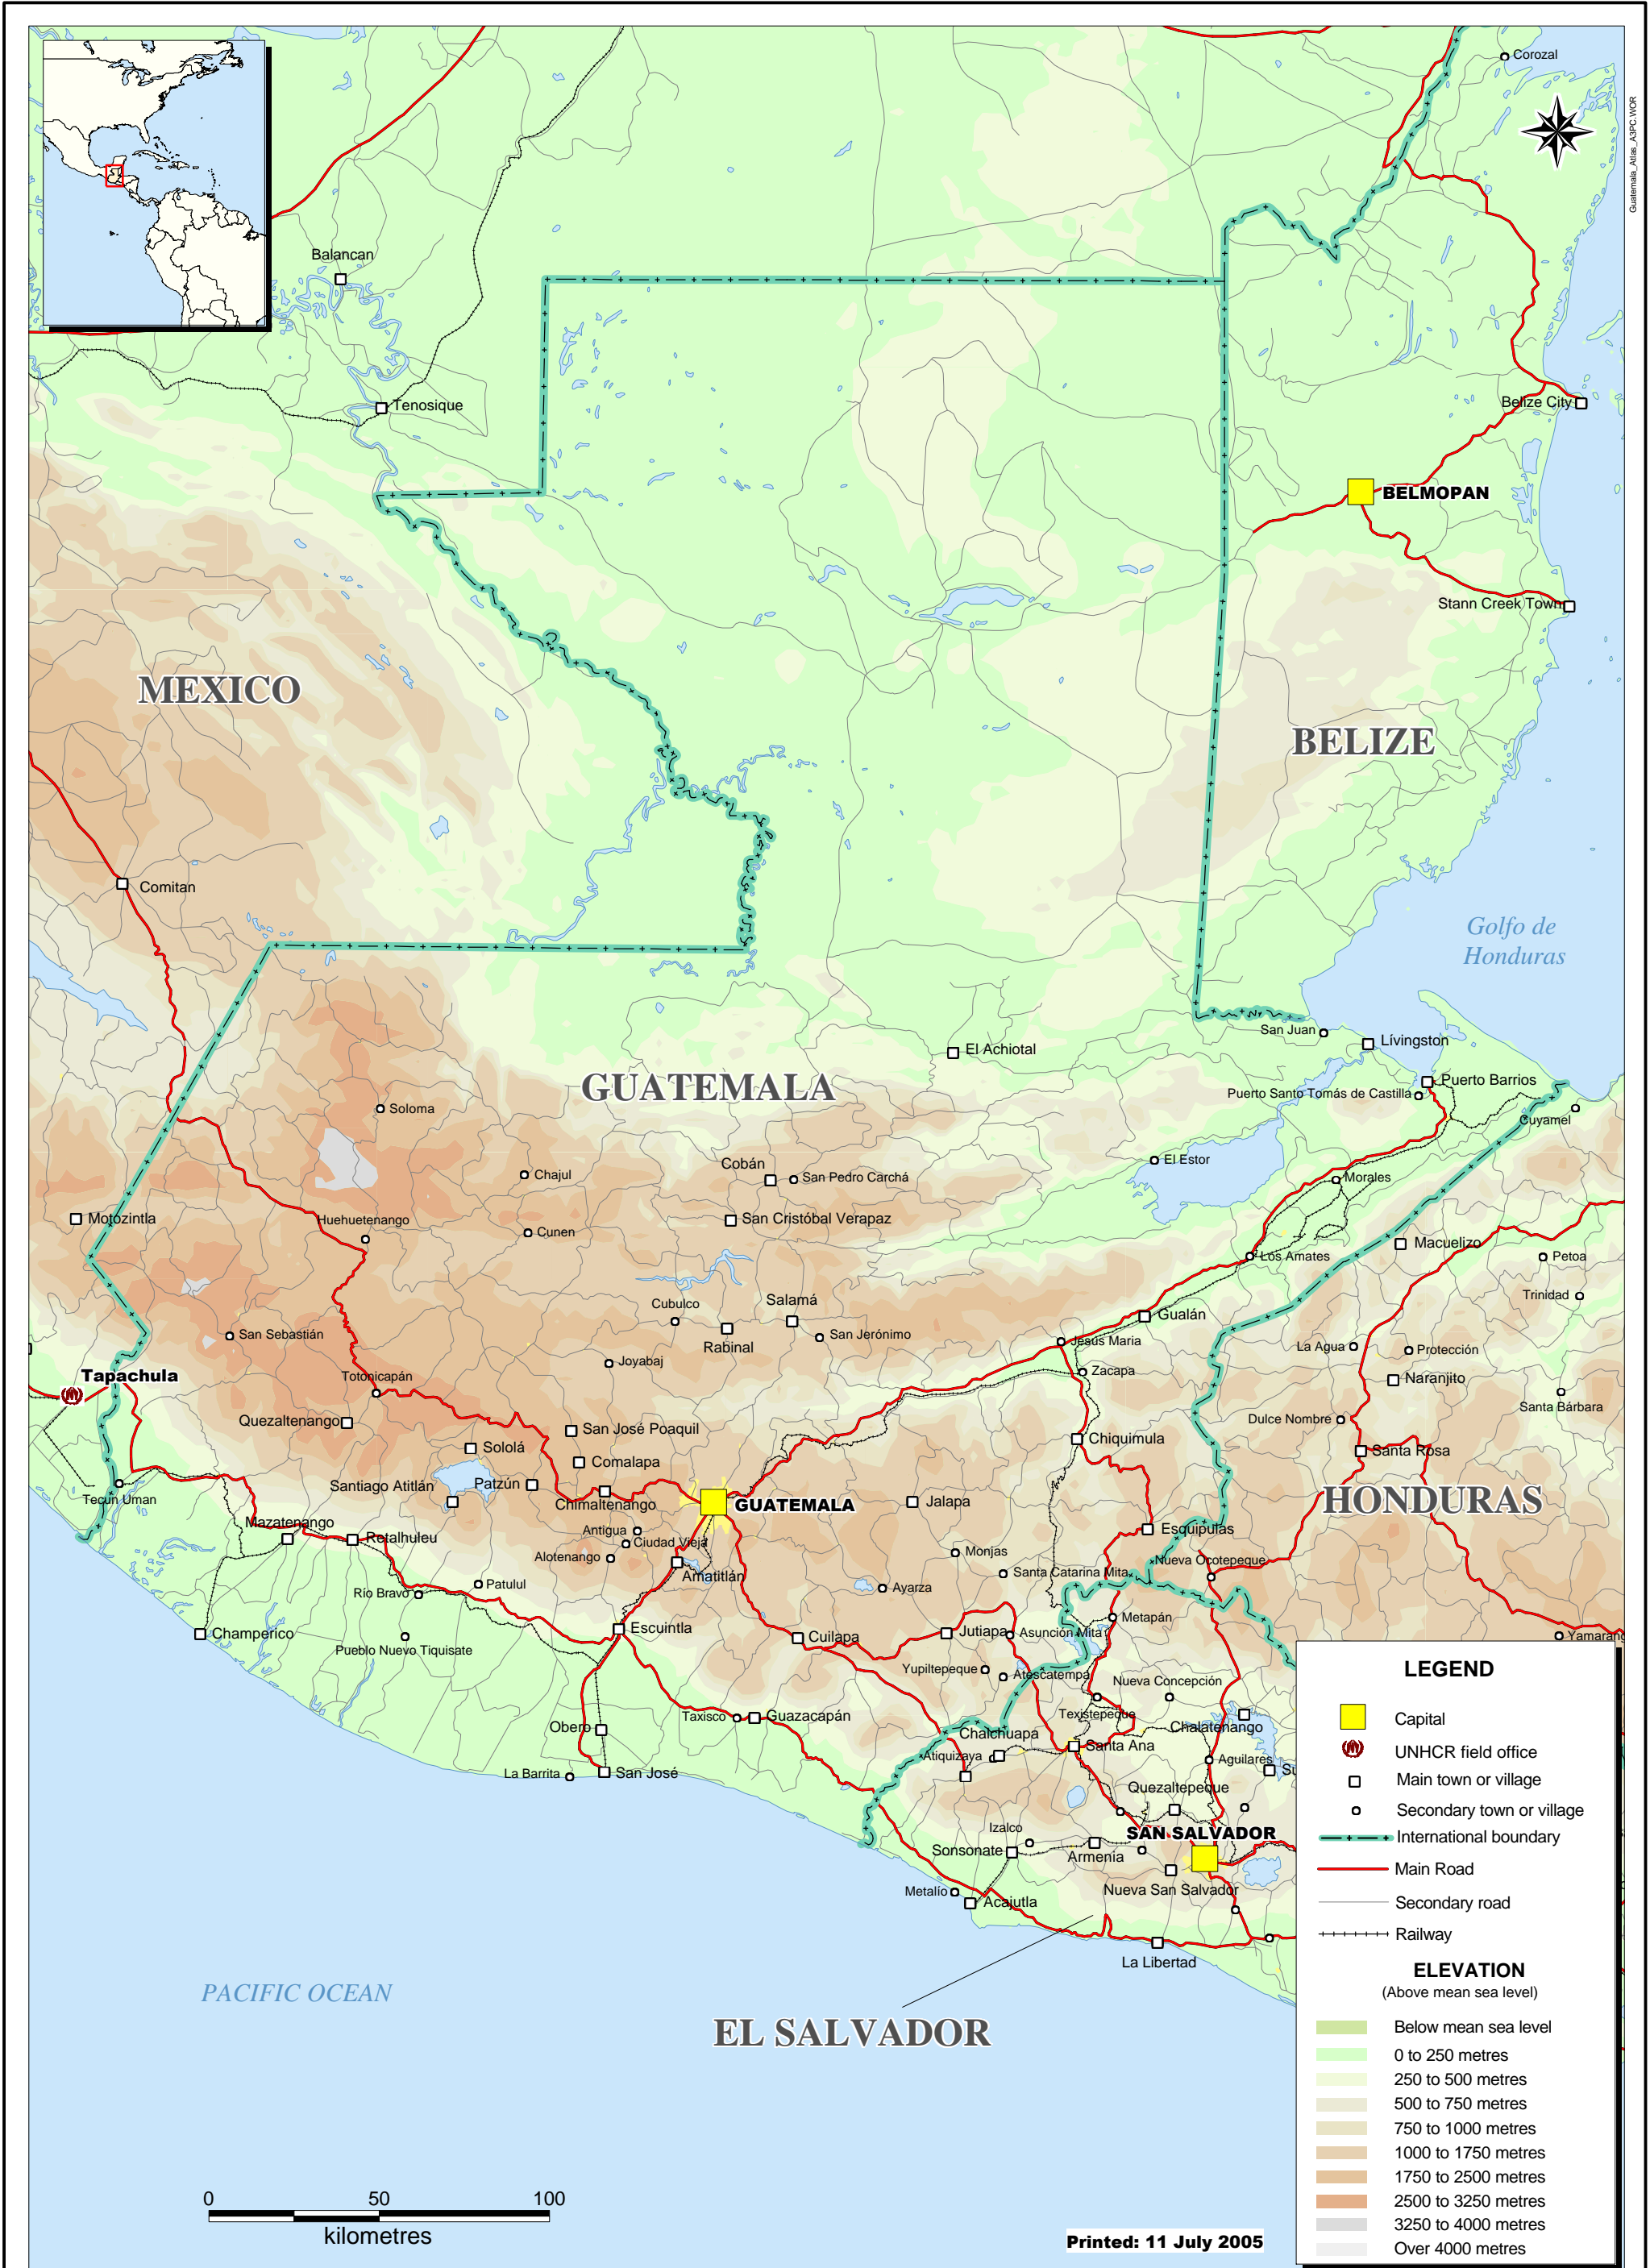 Guatemala_Atlas_A3PC.WOR
Corozal
Balancan
Tenosique
Belize City
BELMOPAN
Stann Creek Town
MEXICO
BELIZE
Comitan
Golfo de
Honduras
San Juan
Lívingston
El Achiotal
GUATEMALA
Puerto Barrios
Puerto Santo Tomás de Castilla
Cuyamel
Soloma
El Estor
Chajul
Cobán
San Pedro Carchá
Morales
Motozintla
Huehuetenango
San Cristóbal Verapaz
Cunen
Macuelizo
Los Amates
Petoa
Trinidad
Cubulco
Salamá
Gualán
San Sebastián
San Jerónimo
Rabinal
Jesus Maria
La Agua
Protección
Joyabaj
Zacapa
Tapachula
Totonicapán
Naranjito
Santa Bárbara
Quezaltenango
San José Poaquil
Dulce Nombre
Sololá
Chiquimula
Santa Rosa
Comalapa
Santiago Atitlán
Patzún
Tecun Uman
Chimaltenango
GUATEMALA
Jalapa
HONDURAS
Mazatenango
Retalhuleu
Antigua
Ciudad Vieja
Alotenango
Esquipulas
Monjas
Nueva Ocotepeque
Amatitlán
Santa Catarina Mita
Patulul
Río Bravo
Ayarza
Metapán
Champerico
Pueblo Nuevo Tiquisate
Escuintla
Cuilapa
Jutiapa
Asunción Mita
Yamarang
Yupiltepeque
Atescatempa
Nueva Concepción
Taxisco
Guazacapán
Texistepeque
Obero
Chalchuapa
Chalatenango
Santa Ana
Atiquizaya
Aguilares
La Barrita
San José
Su
Quezaltepeque
Izalco
SAN SALVADOR
Sonsonate
Armenia
Metalío
Nueva San Salvador
Acajutla
La Libertad
PACIFIC OCEAN
EL SALVADOR
LEGEND
Capital
UNHCR field office
Main town or village
Secondary town or village
International boundary
Main Road
Secondary road
Railway
ELEVATION
(Above mean sea level)
Below mean sea level
0 to 250 metres
250 to 500 metres
500 to 750 metres
750 to 1000 metres
1000 to 1750 metres
1750 to 2500 metres
2500 to 3250 metres
3250 to 4000 metres
Over 4000 metres
0 50 100
kilometres
Printed: 11 July 2005